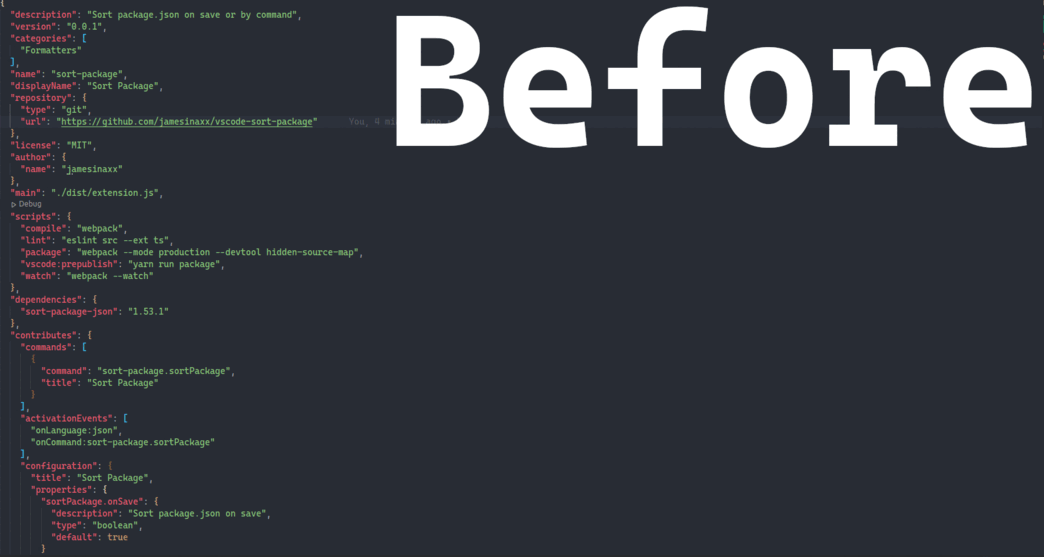 {
"description": "Sort package.json on save or by command",
"version": "0.0.1",
"categories": [
"Formatters"
],
"name": "sort-package",
"displayName": "Sort Package",
"repository": {
"type": "git",
"url": "https://github.com/jamesinaxx/vscode-sort-package"
},
"license": "MIT",
"author": {
"name": "jamesinaxx"
},
"main": "./dist/extension.js",
Debug
"scripts": {
"compile": "webpack",
"lint": "eslint src --ext ts",
"package": "webpack --mode production --devtool hidden-source-map",
"vscode:prepublish": "yarn run package",
"watch": "webpack --watch"
},
"dependencies": {
"sort-package-json": "1.53.1"
},
"contributes": {
"commands": [
{
"command": "sort-package.sortPackage",
"title": "Sort Package"
}
],
"activationEvents": [
"onLanguage:json",
"onCommand:sort-package.sortPackage"
],
"configuration": {
"title": "Sort Package",
"properties": {
"sortPackage.onSave": {
"description": "Sort package.json on save",
"type": "boolean",
"default": true
}
Before
You, 4